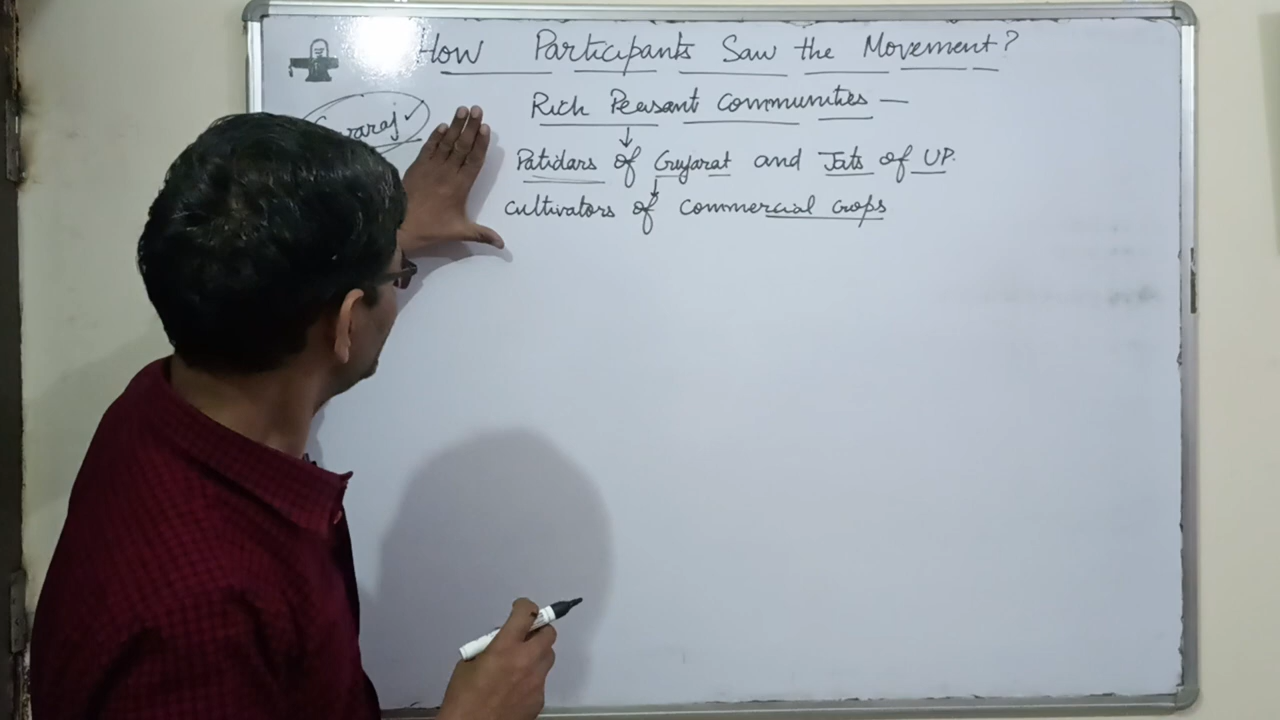 How Participants Saw the Movement?
Rich Peasant Communities —
Patidars of Gujarat and Jats of UP.
cultivators of commercial crops